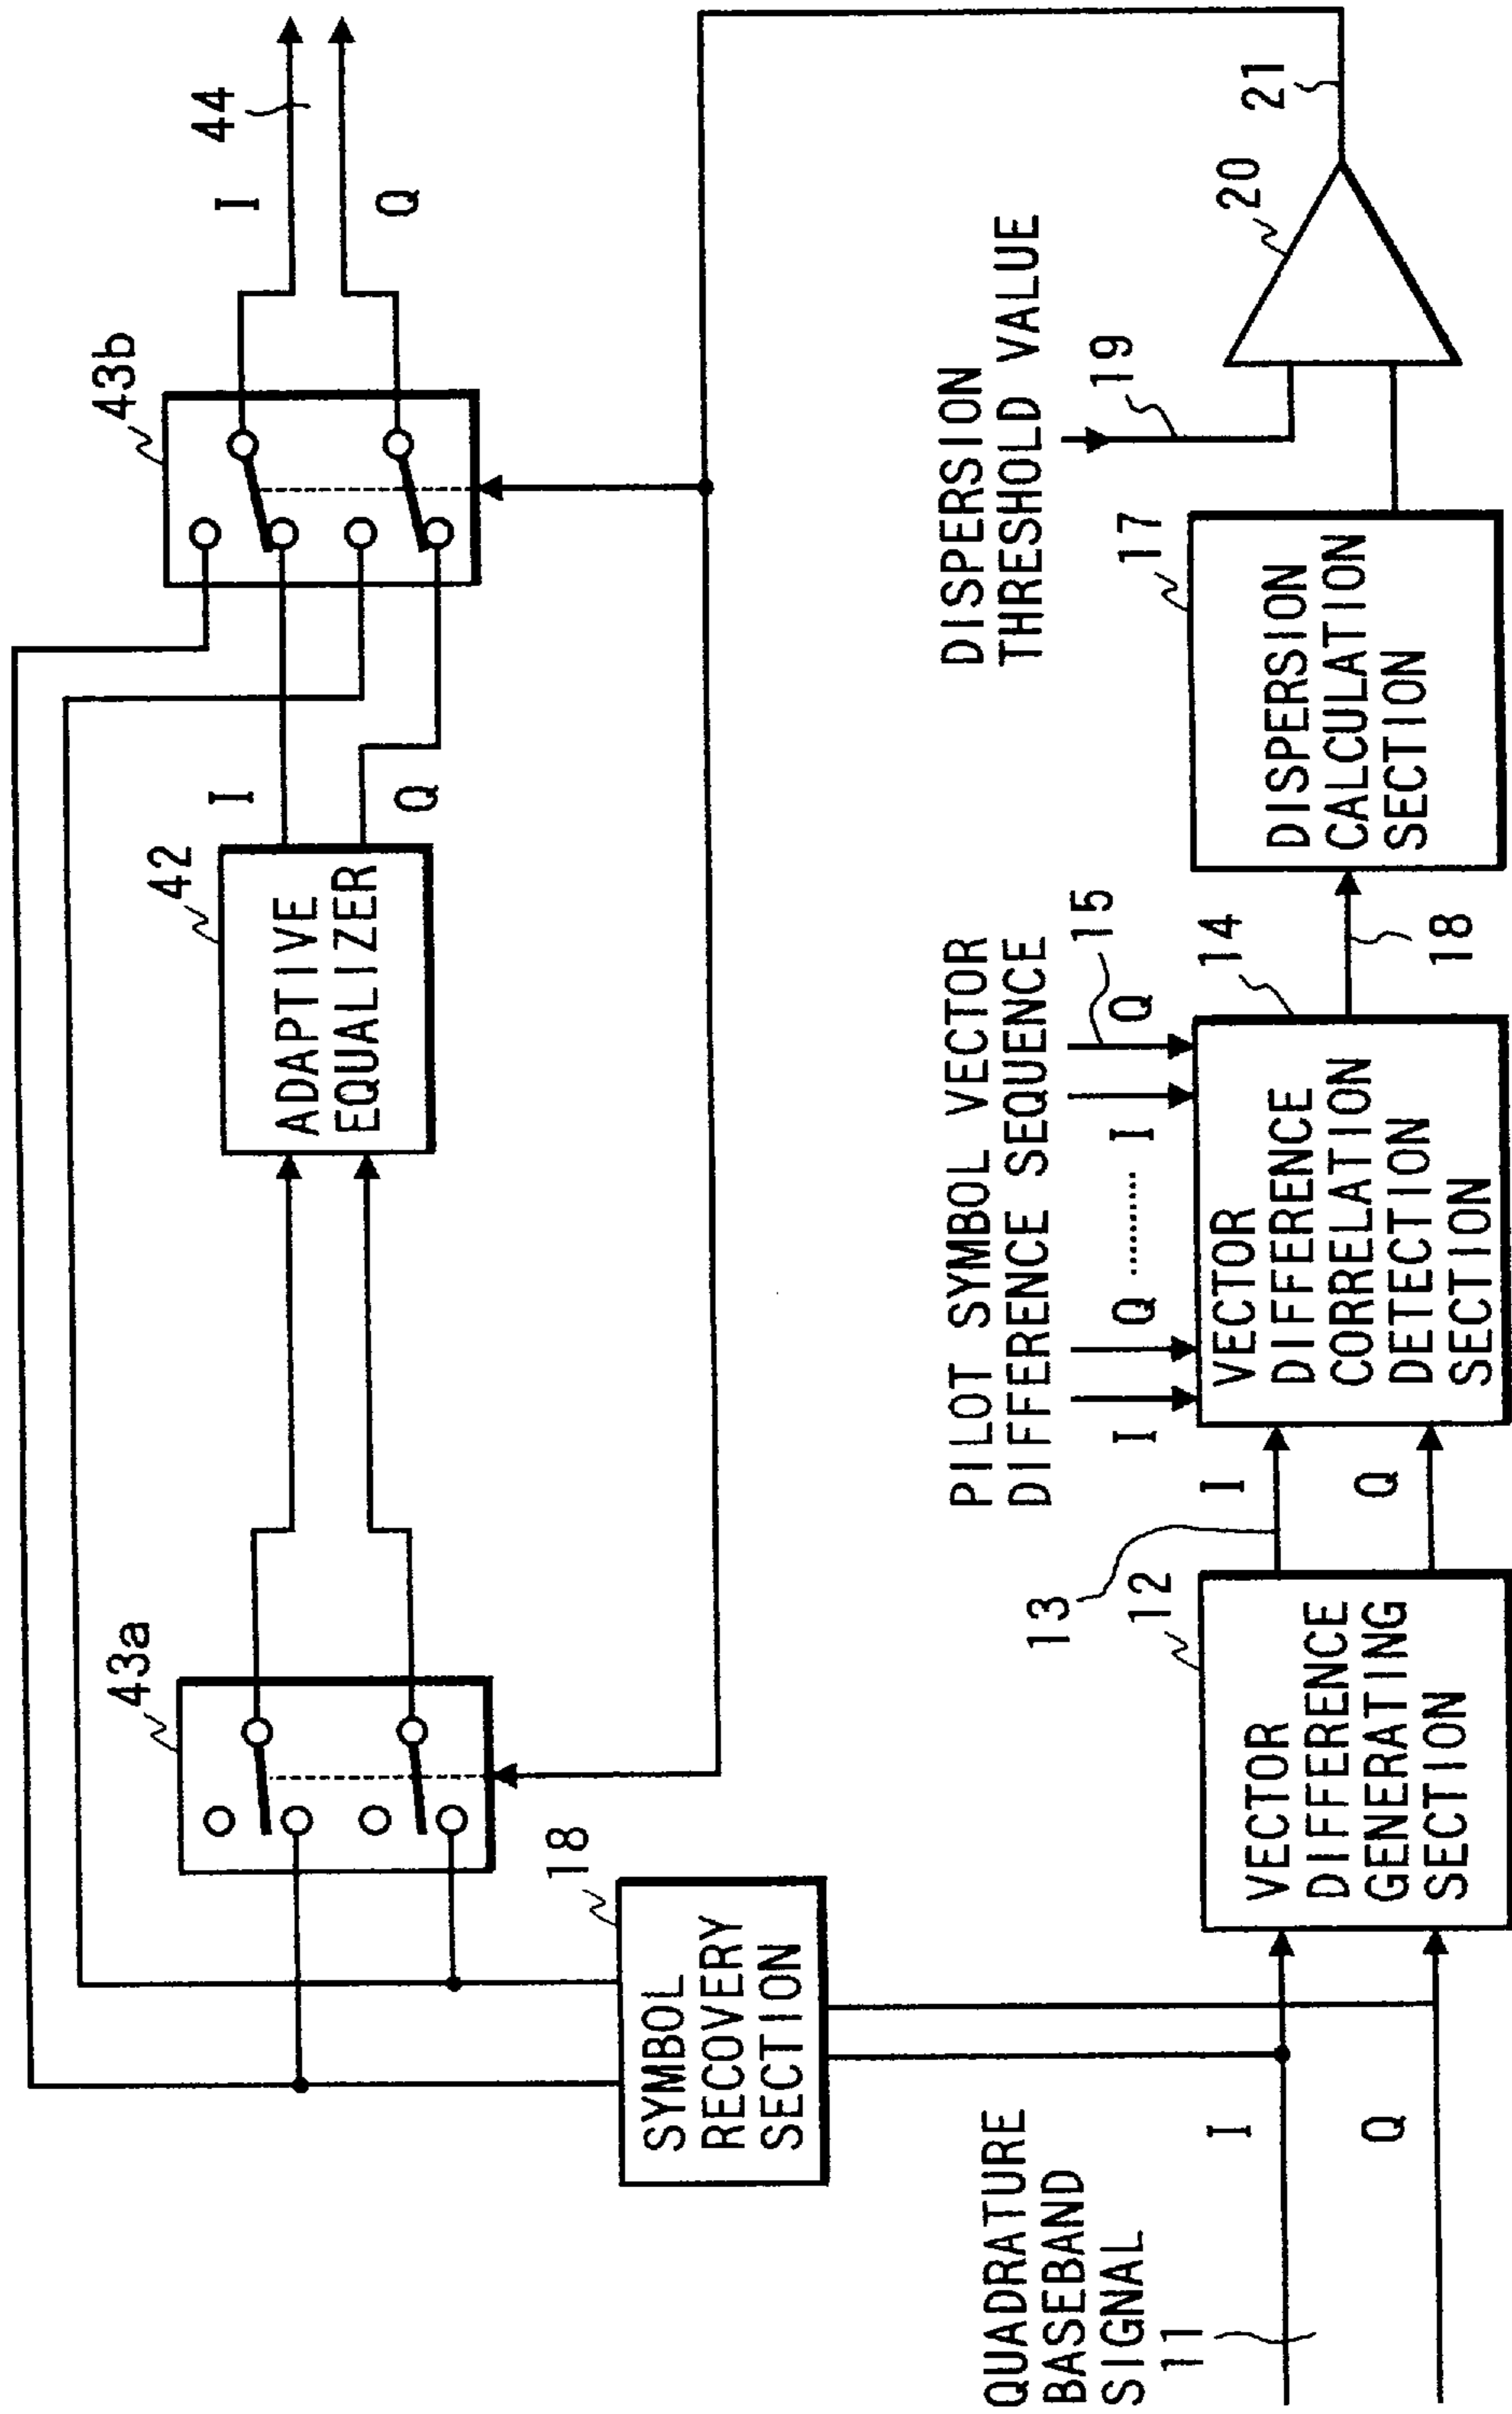 43a
43b
44
I
Q
42
ADAPTIVE
EQUALIZER
I
Q
18
SYMBOL
RECOVERY
SECTION
QUADRATURE
BASEBAND
SIGNAL
11
I
Q
12
VECTOR
DIFFERENCE
GENERATING
SECTION
13
I
Q
PILOT SYMBOL VECTOR
DIFFERENCE SEQUENCE
I Q ········· I Q
15
14
VECTOR
DIFFERENCE
CORRELATION
DETECTION
SECTION
18
17
DISPERSION
CALCULATION
SECTION
DISPERSION
THRESHOLD VALUE
19
20
21